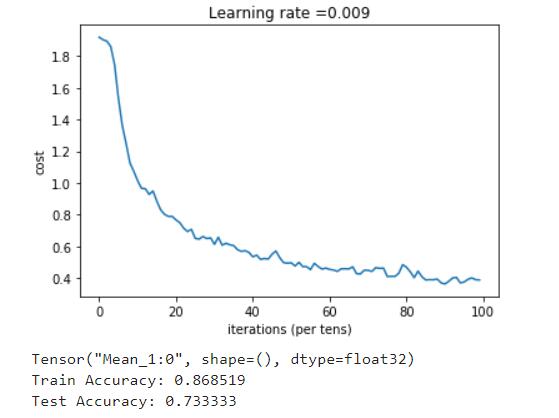 Learning rate =0.009
1.8
1.6
1.4
1.2
1.0
0.8
0.6
0.4
cost
0 20 40 60 80 100
iterations (per tens)
Tensor("Mean_1:0", shape=(), dtype=float32)
Train Accuracy: 0.868519
Test Accuracy: 0.733333